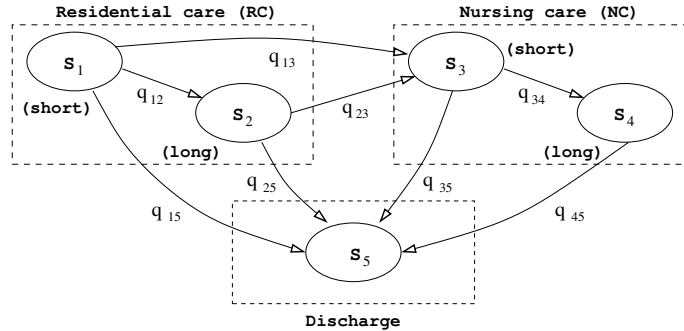 Residential care (RC)
Nursing care (NC)
S1
q13
S3
(short)
q12
q34
(short)
S2
q23
S4
(long)
(long)
q25
q35
q15
q45
S5
Discharge